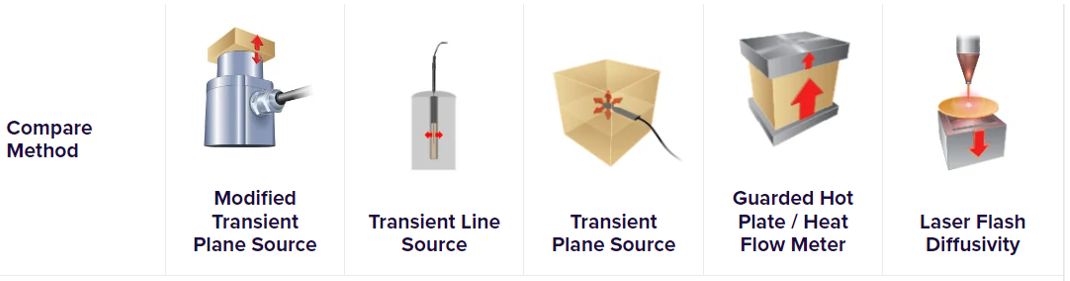 Compare
Method
Modified
Transient
Plane Source
Transient Line
Source
Transient
Plane Source
Guarded Hot
Plate / Heat
Flow Meter
Laser Flash
Diffusivity